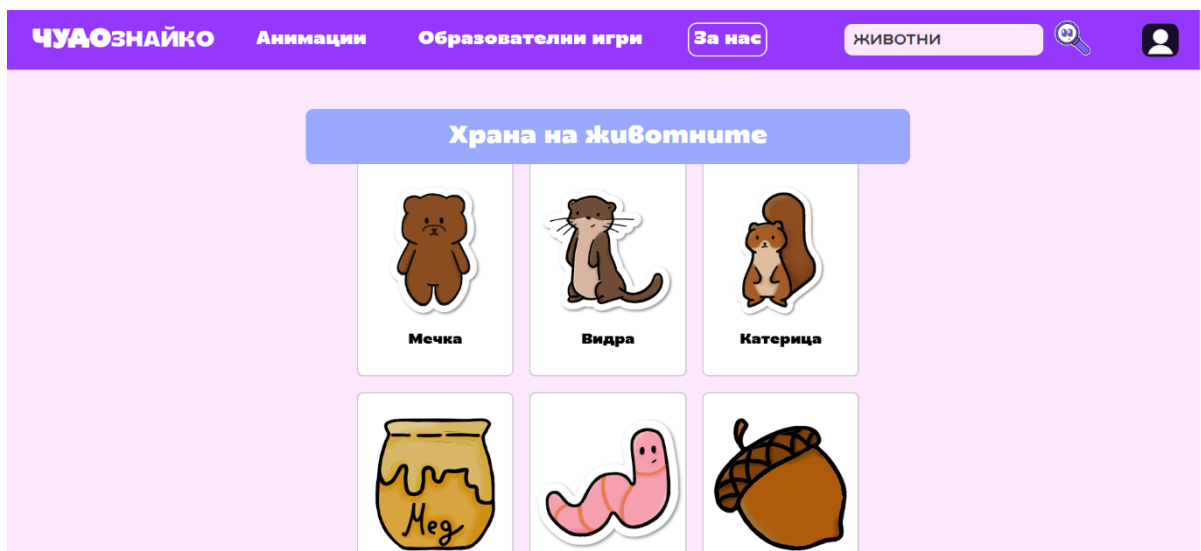 ЧУДОЗНАЙКО Анимации Образователни игри За нас ЖИВОТНИ
Храна на животните
Мечка Видра Катерица
Мед